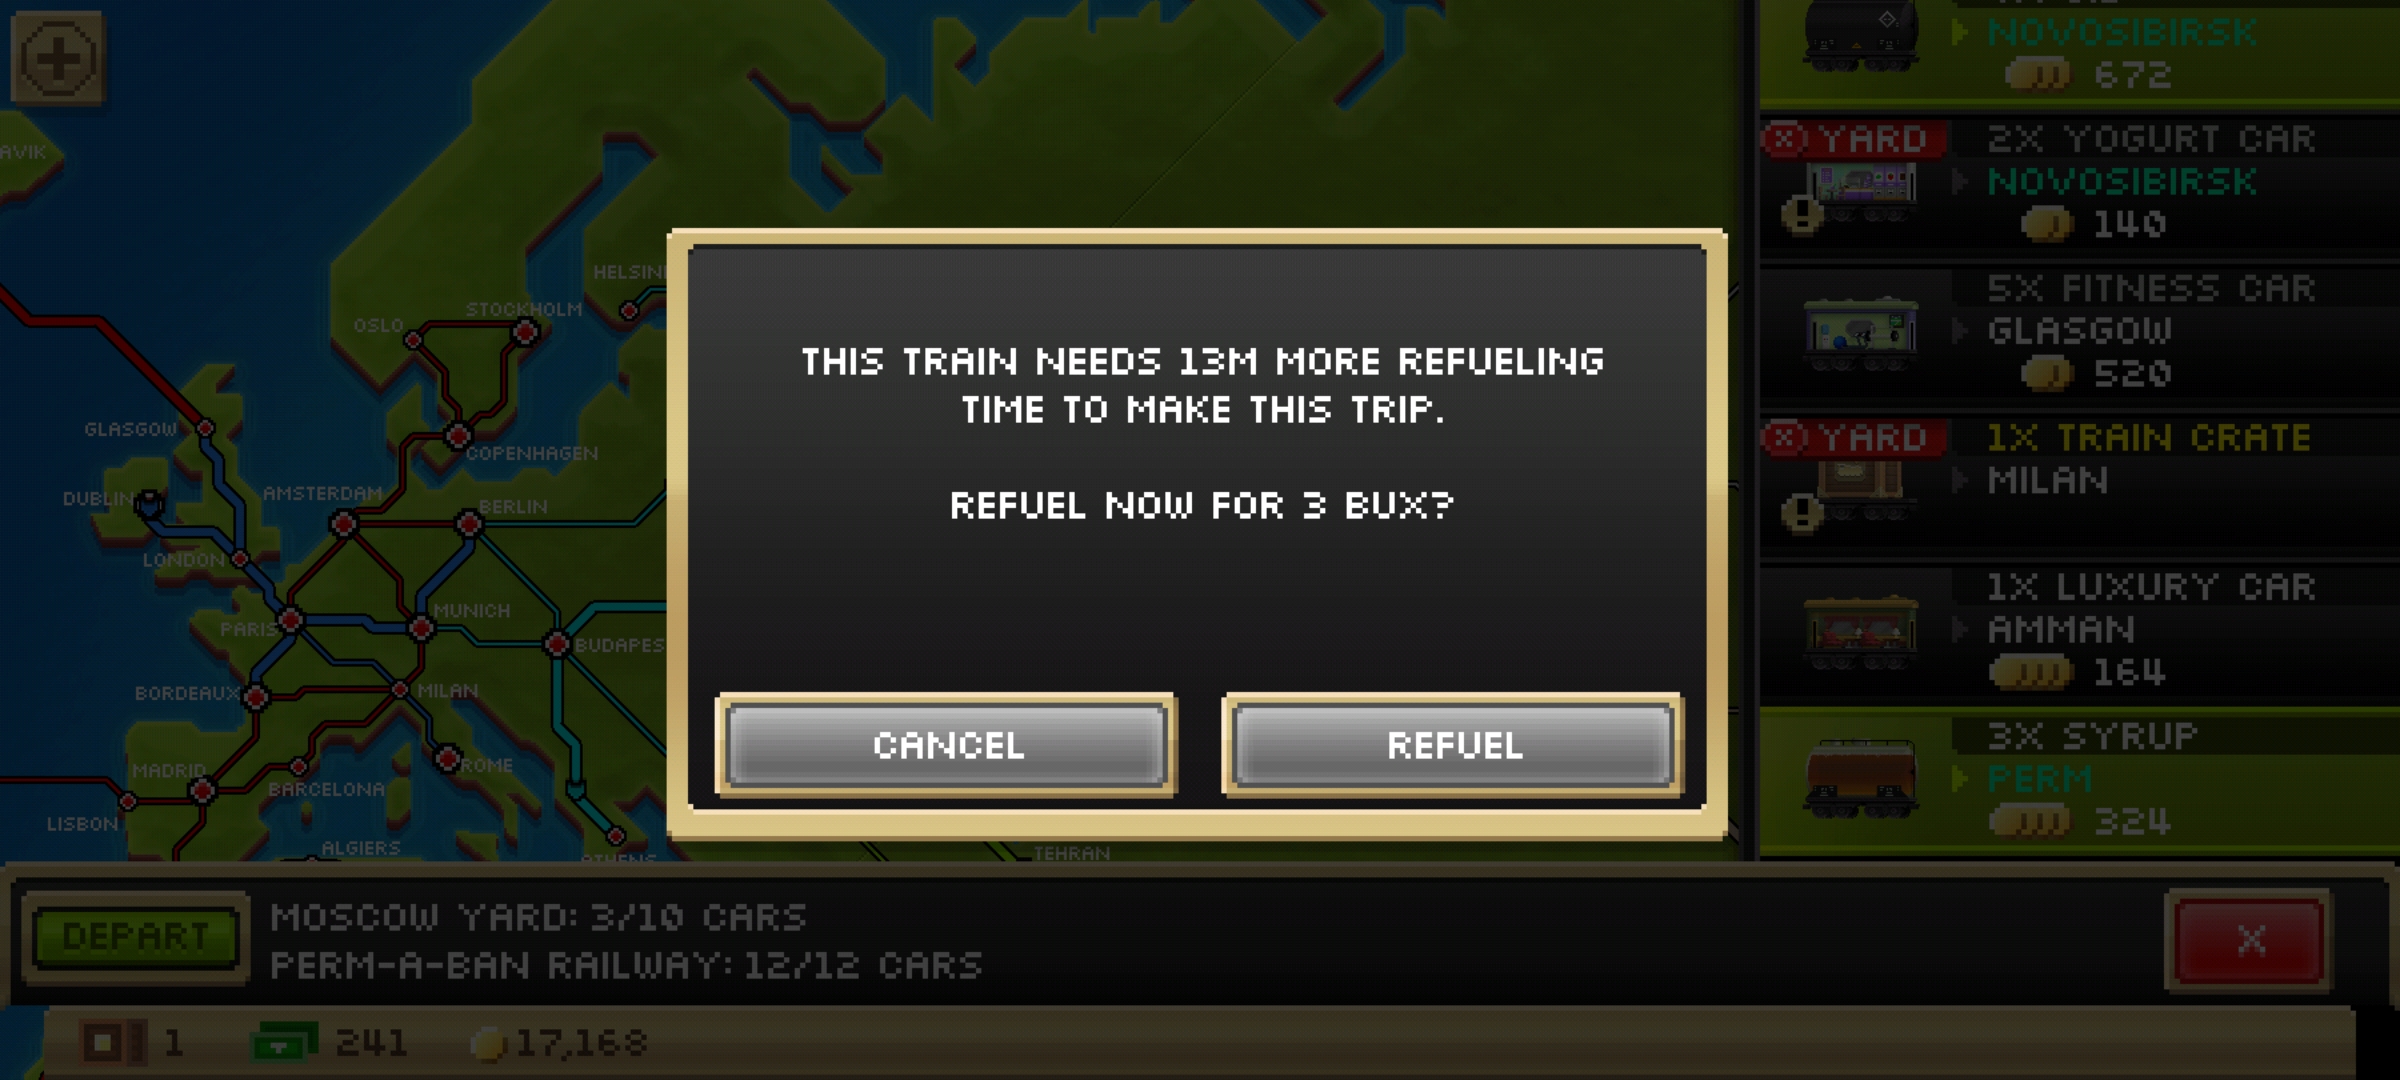 NOVOSIBIRSK
672
YARD
2X YOGURT CAR
NOVOSIBIRSK
140
5X FITNESS CAR
GLASGOW
520
YARD
1X TRAIN CRATE
MILAN
1X LUXURY CAR
AMMAN
164
3X SYRUP
PERM
324
AVIK
HELSIN
STOCKHOLM
OSLO
GLASGOW
COPENHAGEN
DUBLIN
AMSTERDAM
BERLIN
LONDON
PARIS
MUNICH
BUDAPES
BORDEAUX
MILAN
MADRID
ROME
BARCELONA
LISBON
ALGIERS
ATHENS
TEHRAN
THIS TRAIN NEEDS 13M MORE REFUELING
TIME TO MAKE THIS TRIP.
REFUEL NOW FOR 3 BUX?
CANCEL
REFUEL
DEPART
MOSCOW YARD: 3/10 CARS
PERM-A-BAN RAILWAY: 12/12 CARS
X
1
241
17,168